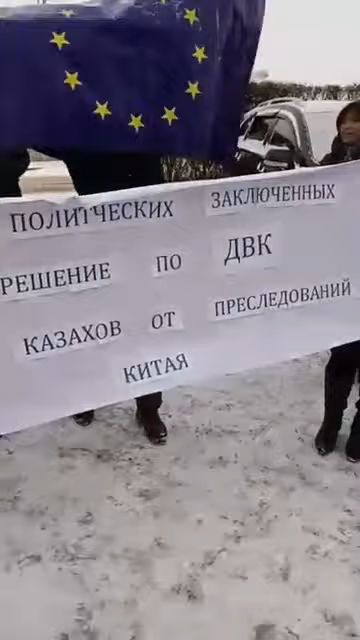 ПОЛИТЧЕСКИХ ЗАКЛЮЧЕННЫХ
РЕШЕНИЕ ПО ДВК
КАЗАХОВ ОТ ПРЕСЛЕДОВАНИЙ
КИТАЯ